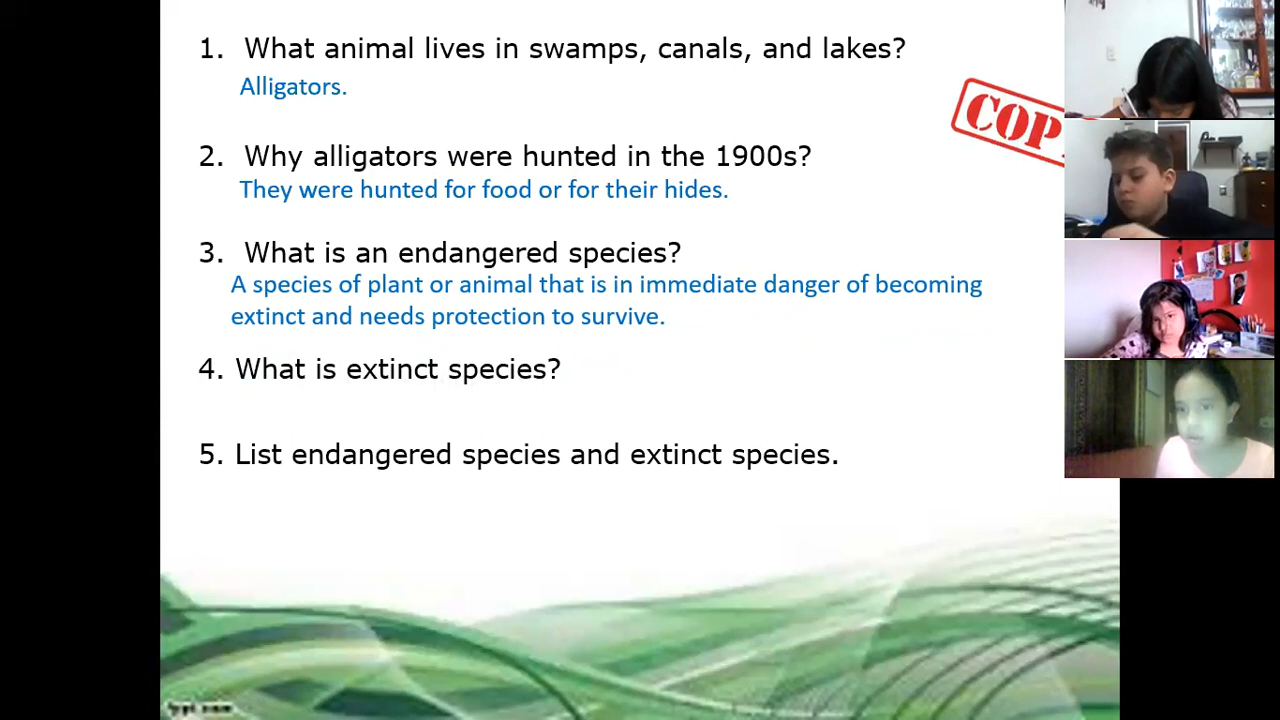 1. What animal lives in swamps, canals, and lakes?
Alligators.
COP
2. Why alligators were hunted in the 1900s?
They were hunted for food or for their hides.
3. What is an endangered species?
A species of plant or animal that is in immediate danger of becoming
extinct and needs protection to survive.
4. What is extinct species?
5. List endangered species and extinct species.
fppt.com